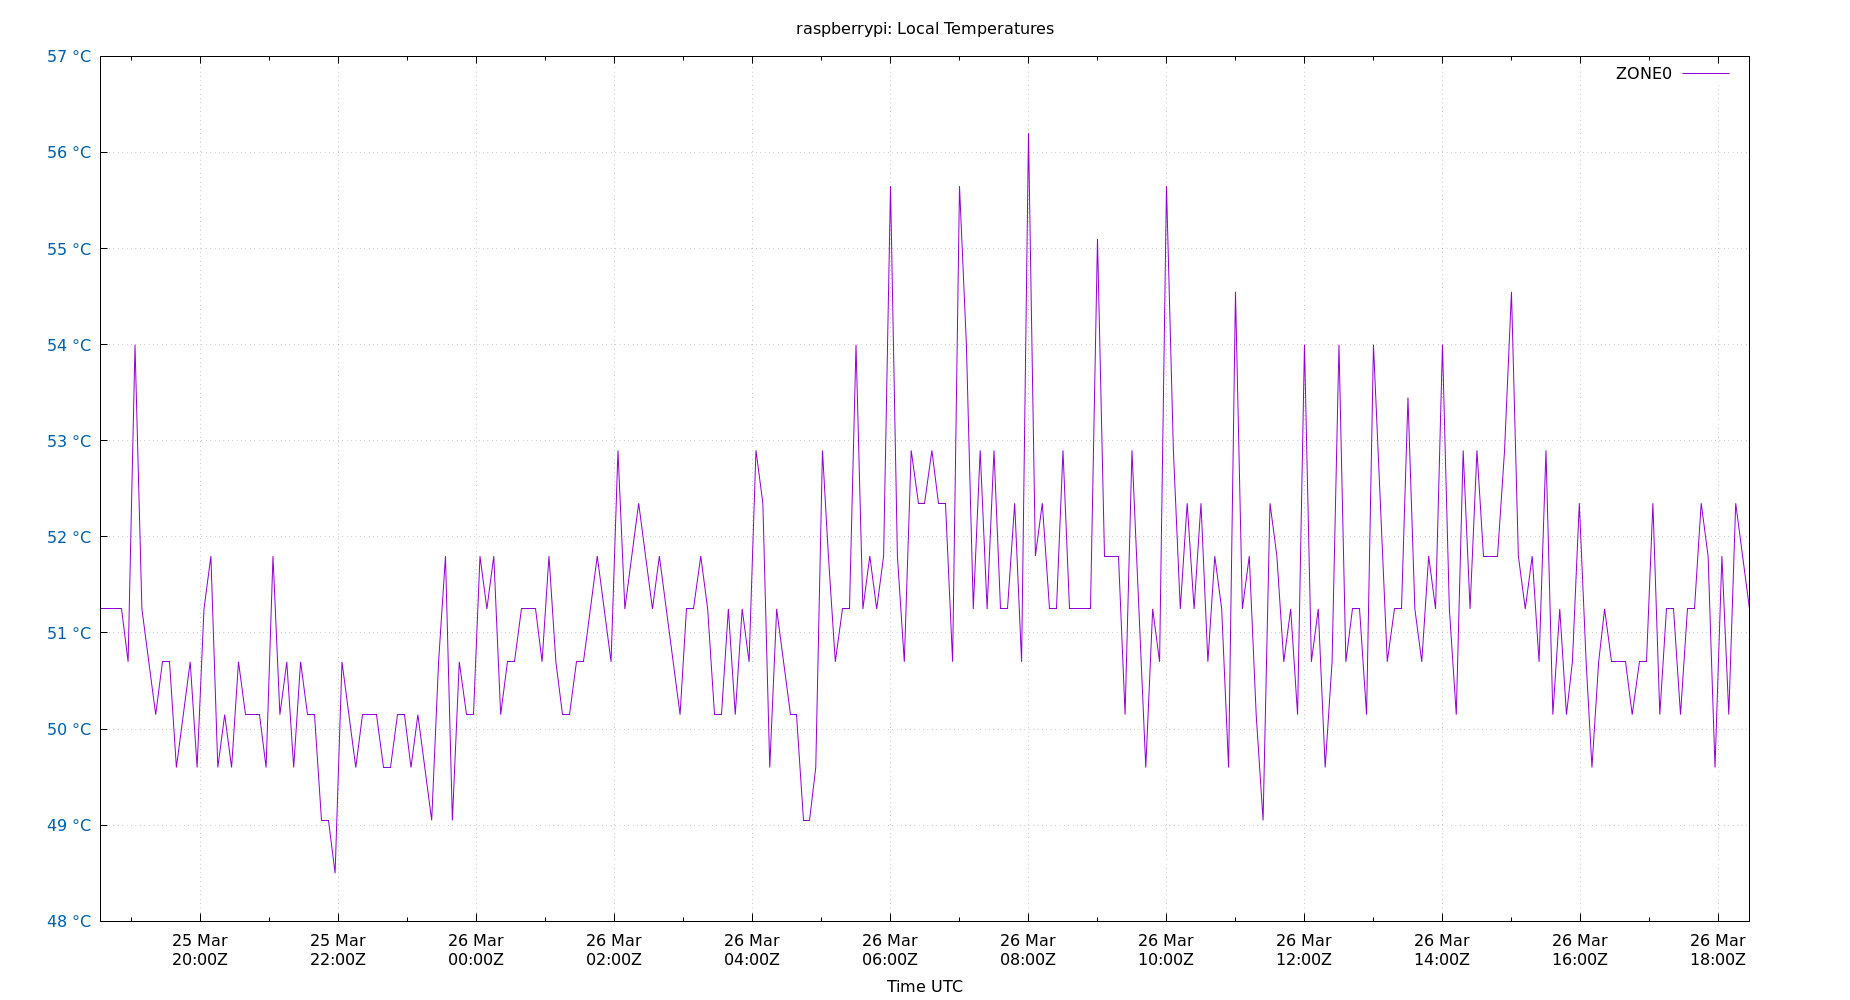 raspberrypi: Local Temperatures
57 °C
ZONE0
56 °C
55 °C
54 °C
53 °C
52 °C
51 °C
50 °C
49 °C
48 °C
25 Mar 25 Mar 26 Mar 26 Mar 26 Mar 26 Mar 26 Mar 26 Mar 26 Mar 26 Mar 26 Mar 26 Mar
20:00Z 22:00Z 00:00Z 02:00Z 04:00Z 06:00Z 08:00Z 10:00Z 12:00Z 14:00Z 16:00Z 18:00Z
Time UTC